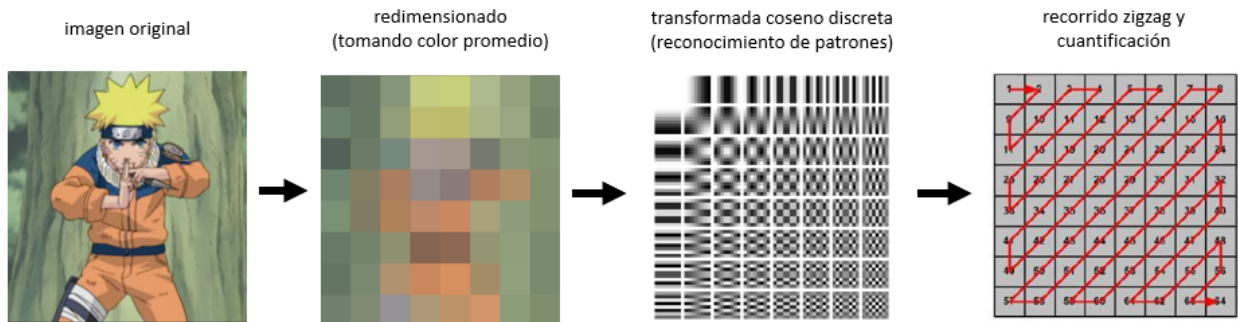 imagen original
redimensionado
(tomando color promedio)
transformada coseno discreta
(reconocimiento de patrones)
recorrido zigzag y
cuantificación
1 2 3 4 5 6 7 8
9 10 11 12 13 14 15 16
17 18 19 20 21 22 23 24
25 26 27 28 29 30 31 32
33 34 35 36 37 38 39 40
41 42 43 44 45 46 47 48
49 50 51 52 53 54 55 56
57 58 59 60 61 62 63 64